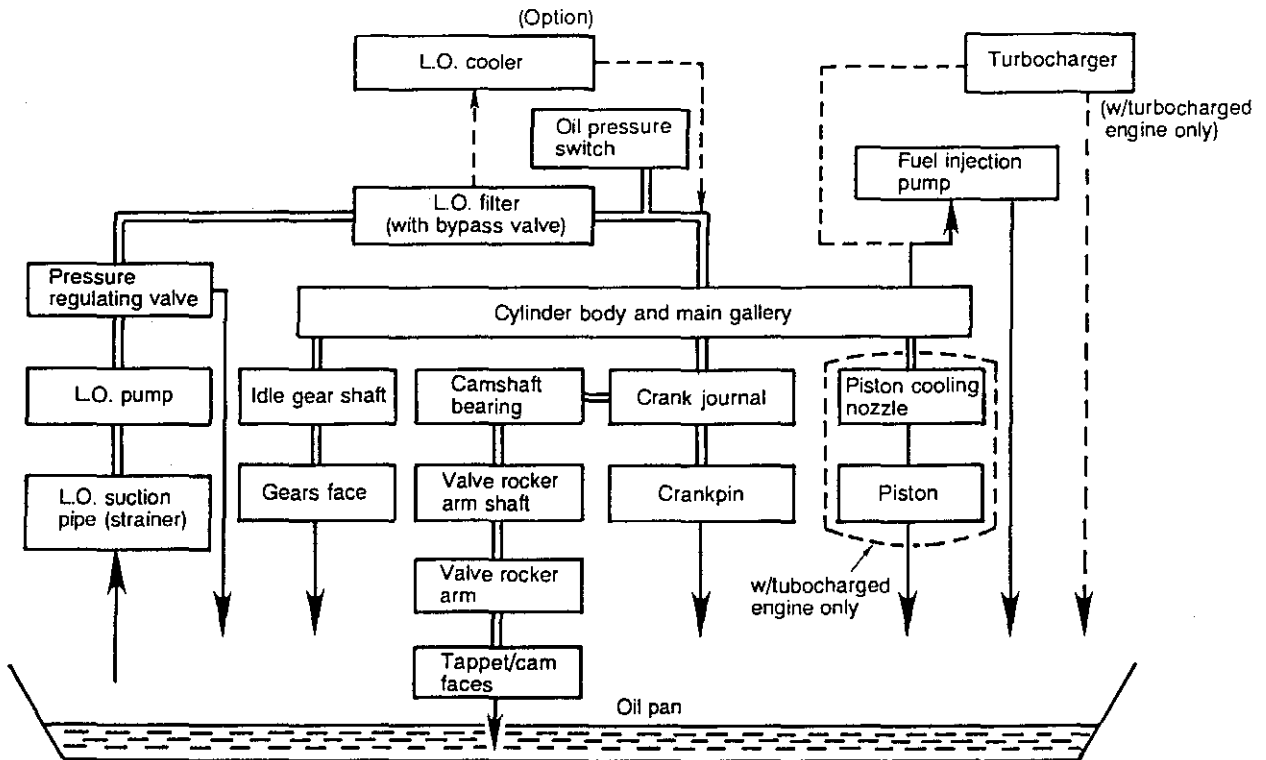 (Option)
L.O. cooler
Turbocharger
(w/turbocharged
engine only)
Oil pressure
switch
Fuel injection
pump
L.O. filter
(with bypass valve)
Pressure
regulating valve
Cylinder body and main gallery
L.O. pump
Idle gear shaft
Camshaft
bearing
Crank journal
Piston cooling
nozzle
L.O. suction
pipe (strainer)
Gears face
Valve rocker
arm shaft
Crankpin
Piston
Valve rocker
arm
w/tubocharged
engine only
Tappet/cam
faces
Oil pan